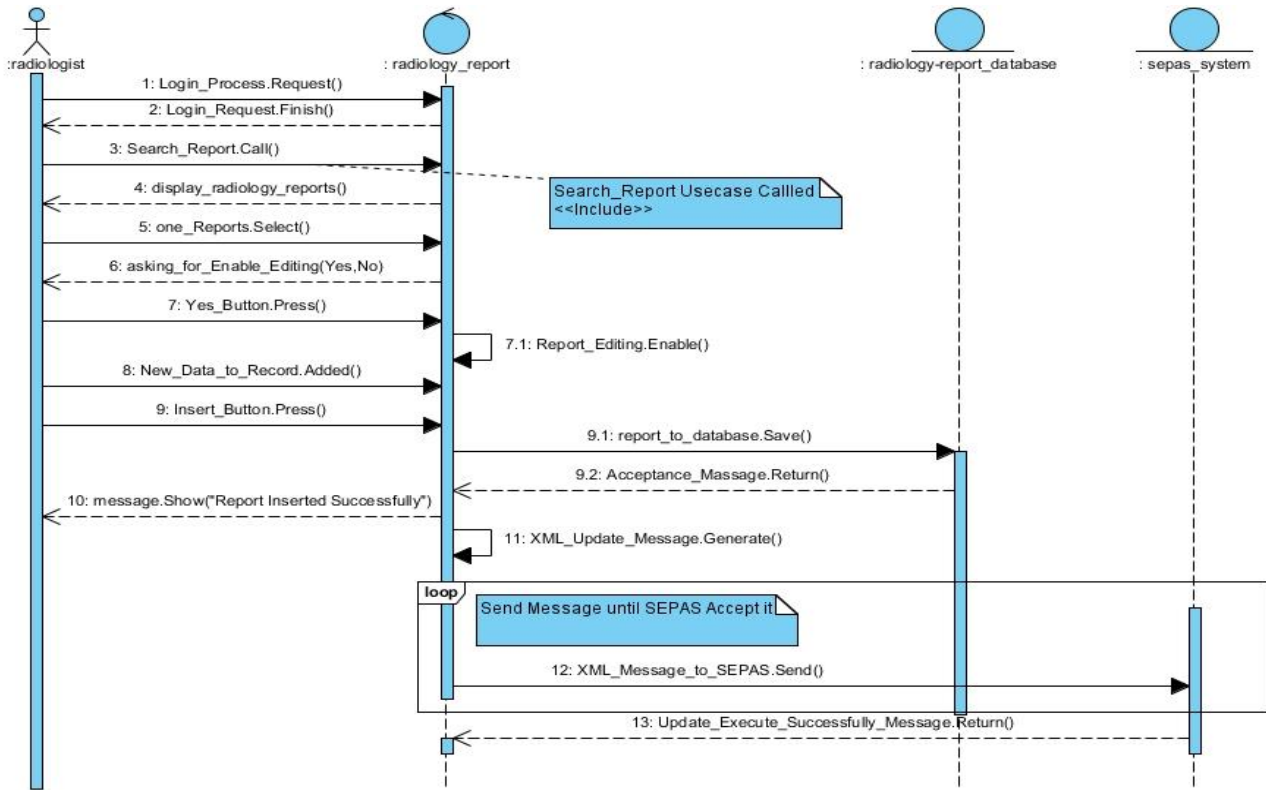 :radiologist
: radiology_report
: radiology-report_database
: sepas_system
1: Login_Process.Request()
2: Login_Request.Finish()
3: Search_Report.Call()
4: display_radiology_reports()
Search_Report Usecase Callled
<<Include>>
5: one_Reports.Select()
6: asking_for_Enable_Editing(Yes,No)
7: Yes_Button.Press()
7.1: Report_Editing.Enable()
8: New_Data_to_Record.Added()
9: Insert_Button.Press()
9.1: report_to_database.Save()
9.2: Acceptance_Massage.Return()
10: message.Show("Report Inserted Successfully")
11: XML_Update_Message.Generate()
loop
Send Message until SEPAS Accept it
12: XML_Message_to_SEPAS.Send()
13: Update_Execute_Successfully_Message.Return()